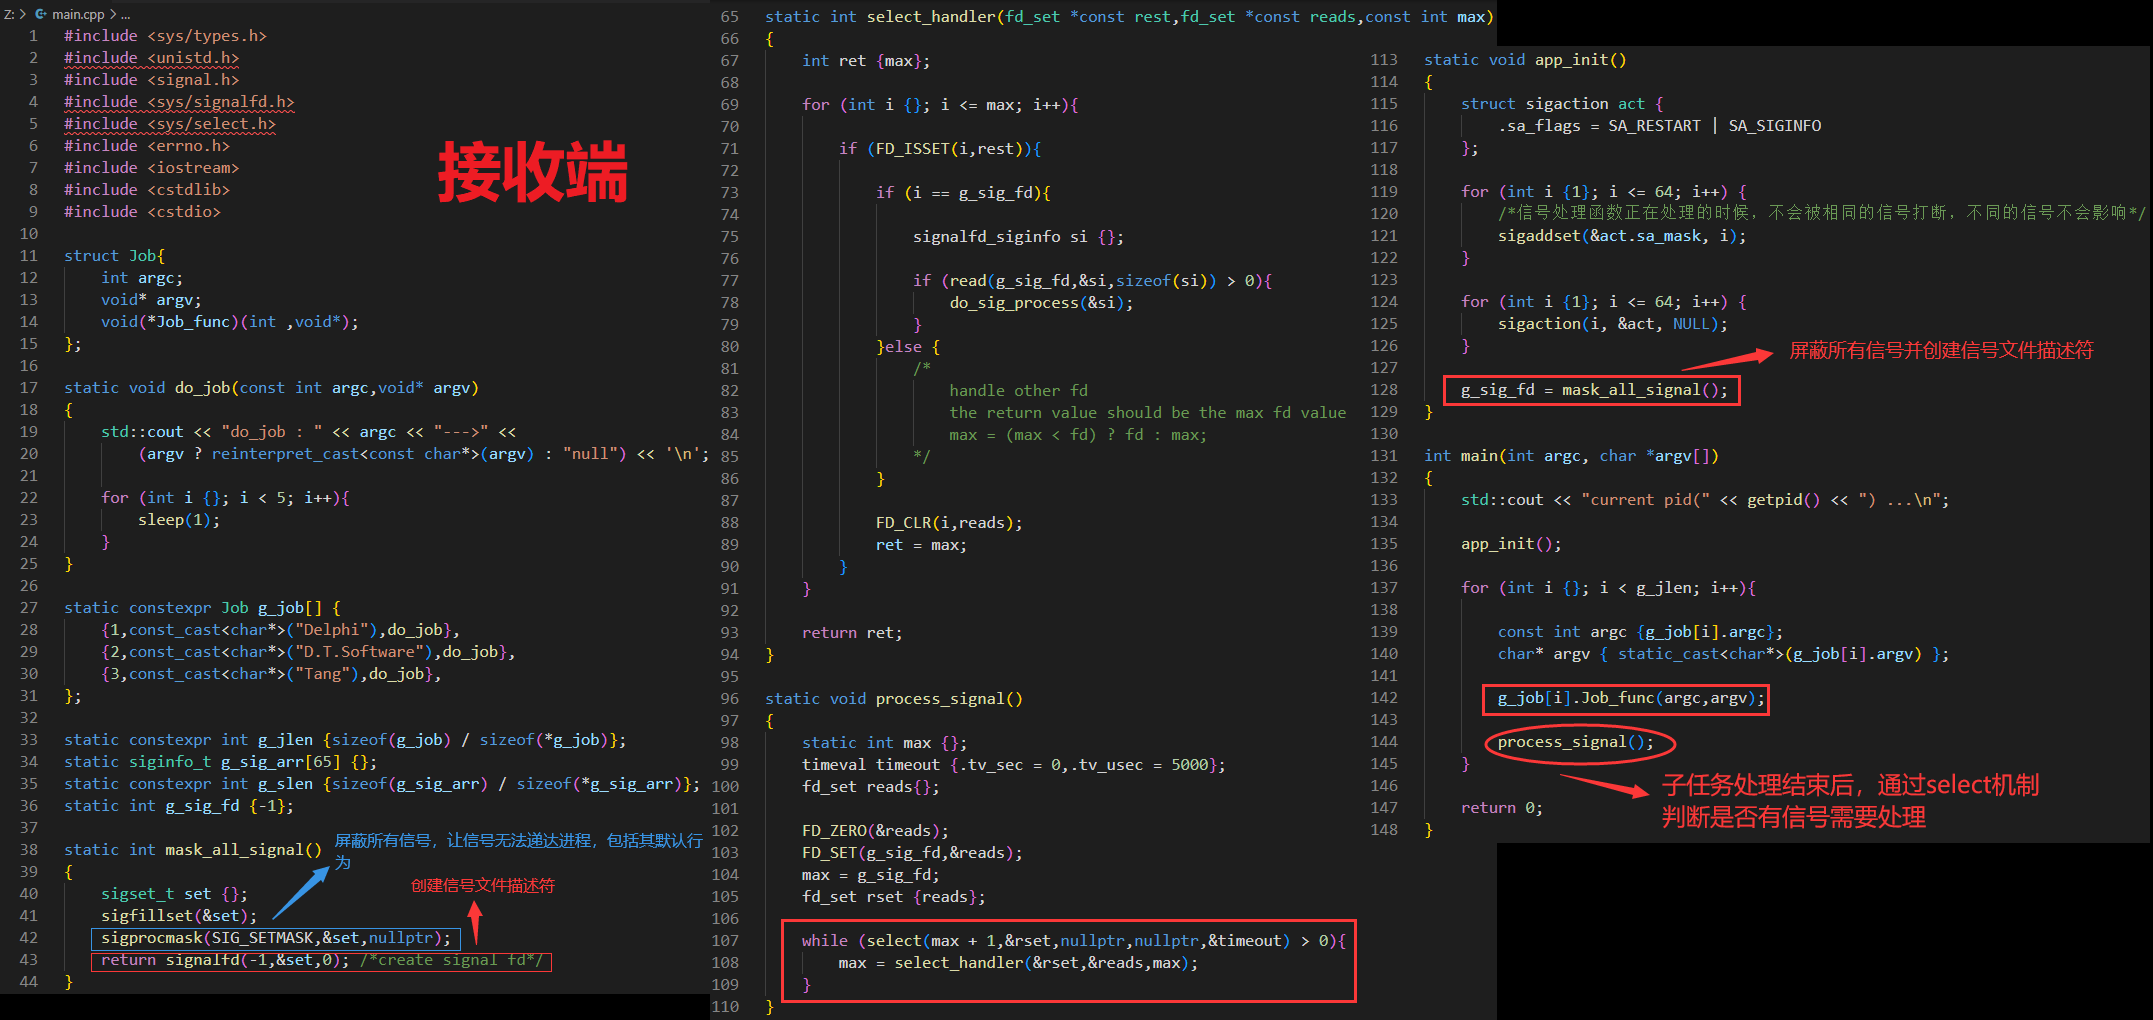 Z: > main.cpp > ...
1 #include <sys/types.h>
2 #include <unistd.h>
3 #include <signal.h>
4 #include <sys/signalfd.h>
5 #include <sys/select.h>
6 #include <errno.h>
7 #include <iostream>
8 #include <cstdlib>
9 #include <cstdio>
接收端
10
11 struct Job{
12     int argc;
13     void* argv;
14     void(*Job_func)(int ,void*);
15 };
16
17 static void do_job(const int argc,void* argv)
18 {
19     std::cout << "do_job : " << argc << "--->" <<
20         (argv ? reinterpret_cast<const char*>(argv) : "null") << '\n';
21
22     for (int i {}; i < 5; i++){
23         sleep(1);
24     }
25 }
26
27 static constexpr Job g_job[] {
28     {1,const_cast<char*>("Delphi"),do_job},
29     {2,const_cast<char*>("D.T.Software"),do_job},
30     {3,const_cast<char*>("Tang"),do_job},
31 };
32
33 static constexpr int g_jlen {sizeof(g_job) / sizeof(*g_job)};
34 static siginfo_t g_sig_arr[65] {};
35 static constexpr int g_slen {sizeof(g_sig_arr) / sizeof(*g_sig_arr)};
36 static int g_sig_fd {-1};
37
38 static int mask_all_signal()
屏蔽所有信号，让信号无法递达进程，包括其默认行
为
39 {
创建信号文件描述符
40     sigset_t set {};
41     sigfillset(&set);
42     sigprocmask(SIG_SETMASK,&set,nullptr);
43     return signalfd(-1,&set,0); /*create signal fd*/
44 }
65 static int select_handler(fd_set *const rest,fd_set *const reads,const int max)
66 {
67     int ret {max};
68
69     for (int i {}; i <= max; i++){
70
71         if (FD_ISSET(i,rest)){
72
73             if (i == g_sig_fd){
74
75                 signalfd_siginfo si {};
76
77                 if (read(g_sig_fd,&si,sizeof(si)) > 0){
78                     do_sig_process(&si);
79                 }
80             }else {
81                 /*
82                     handle other fd
83                     the return value should be the max fd value
84                     max = (max < fd) ? fd : max;
85                 */
86             }
87
88             FD_CLR(i,reads);
89             ret = max;
90         }
91     }
92
93     return ret;
94 }
95
96 static void process_signal()
97 {
98     static int max {};
99     timeval timeout {.tv_sec = 0,.tv_usec = 5000};
100     fd_set reads{};
101
102     FD_ZERO(&reads);
103     FD_SET(g_sig_fd,&reads);
104     max = g_sig_fd;
105     fd_set rset {reads};
106
107     while (select(max + 1,&rset,nullptr,nullptr,&timeout) > 0){
108         max = select_handler(&rset,&reads,max);
109     }
110 }
113 static void app_init()
114 {
115     struct sigaction act {
116         .sa_flags = SA_RESTART | SA_SIGINFO
117     };
118
119     for (int i {1}; i <= 64; i++) {
120         /*信号处理函数正在处理的时候，不会被相同的信号打断，不同的信号不会影响*/
121         sigaddset(&act.sa_mask, i);
122     }
123
124     for (int i {1}; i <= 64; i++) {
125         sigaction(i, &act, NULL);
126     }
屏蔽所有信号并创建信号文件描述符
127
128     g_sig_fd = mask_all_signal();
129 }
130
131 int main(int argc, char *argv[])
132 {
133     std::cout << "current pid(" << getpid() << ") ...\n";
134
135     app_init();
136
137     for (int i {}; i < g_jlen; i++){
138
139         const int argc {g_job[i].argc};
140         char* argv { static_cast<char*>(g_job[i].argv) };
141
142         g_job[i].Job_func(argc,argv);
143
144         process_signal();
145     }
146
子任务处理结束后，通过select机制
判断是否有信号需要处理
147     return 0;
148 }